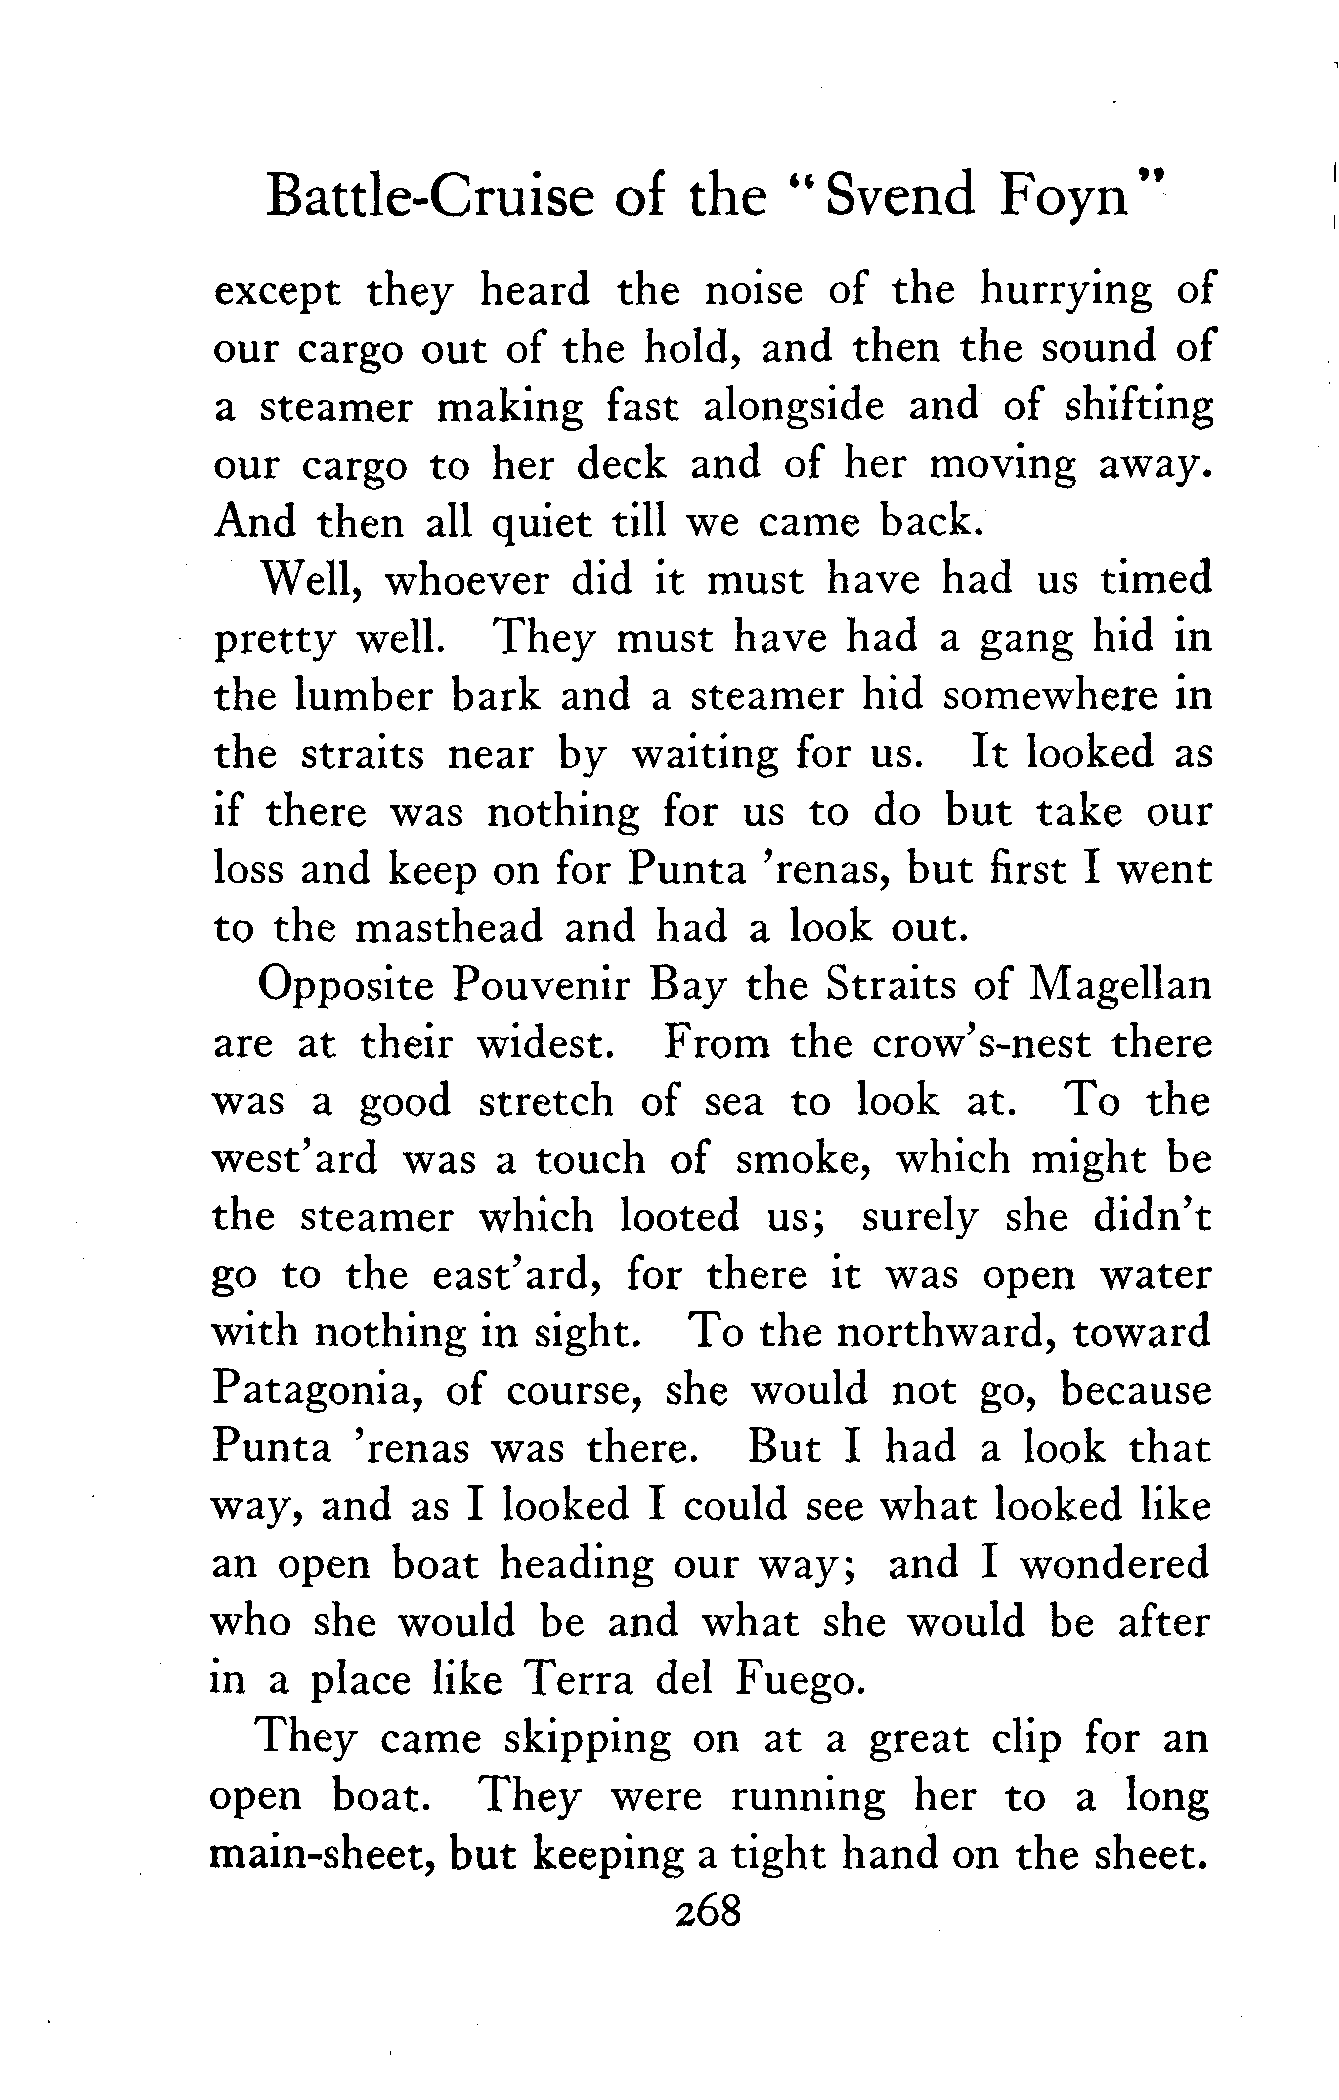 Battle-Cruise of the "Svend Foyn"
except they heard the noise of the hurrying of
our cargo out of the hold, and then the sound of
a steamer making fast alongside and of shifting
our cargo to her deck and of her moving away.
And then all quiet till we came back.
Well, whoever did it must have had us timed
pretty well. They must have had a gang hid in
the lumber bark and a steamer hid somewhere in
the straits near by waiting for us. It looked as
if there was nothing for us to do but take our
loss and keep on for Punta 'renas, but first I went
to the masthead and had a look out.
Opposite Pouvenir Bay the Straits of Magellan
are at their widest. From the crow's-nest there
was a good stretch of sea to look at. To the
west'ard was a touch of smoke, which might be
the steamer which looted us; surely she didn't
go to the east'ard, for there it was open water
with nothing in sight. To the northward, toward
Patagonia, of course, she would not go, because
Punta 'renas was there. But I had a look that
way, and as I looked I could see what looked like
an open boat heading our way; and I wondered
who she would be and what she would be after
in a place like Terra del Fuego.
They came skipping on at a great clip for an
open boat. They were running her to a long
main-sheet, but keeping a tight hand on the sheet.
268